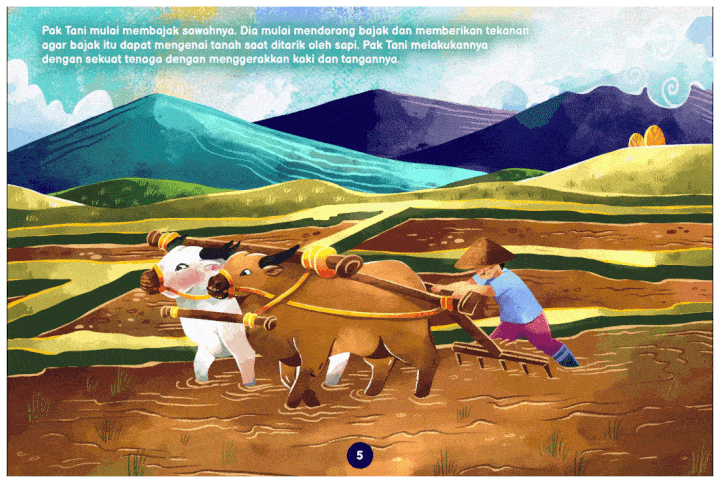 Pak Tani mulai membajak sawahnya. Dia mulai mendorong bajak dan memberikan tekanan
agar bajak itu dapat mengenai tanah saat ditarik oleh sapi. Pak Tani melakukannya
dengan sekuat tenaga dengan menggerakkan kaki dan tangannya.
5